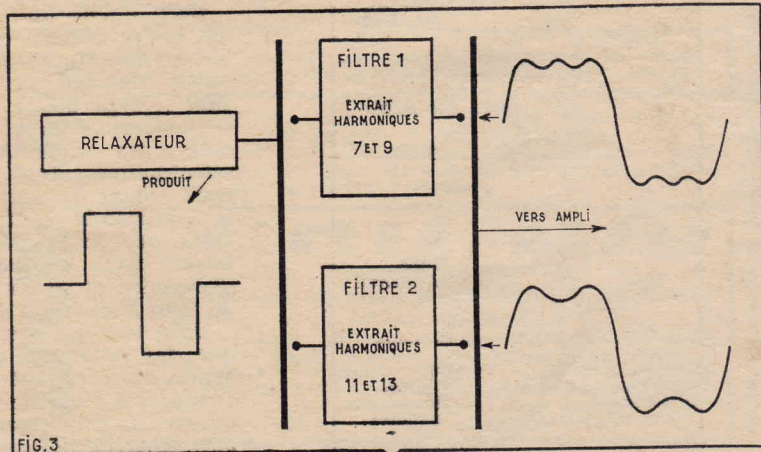 FiLTRE 1
EXTRAiT
HARMONiQUES
7 ET 9
RELAXATEUR
PRODUiT
VERS AMPLi
FiLTRE 2
EXTRAiT
HARMONiQUES
11 ET 13
FiG.3